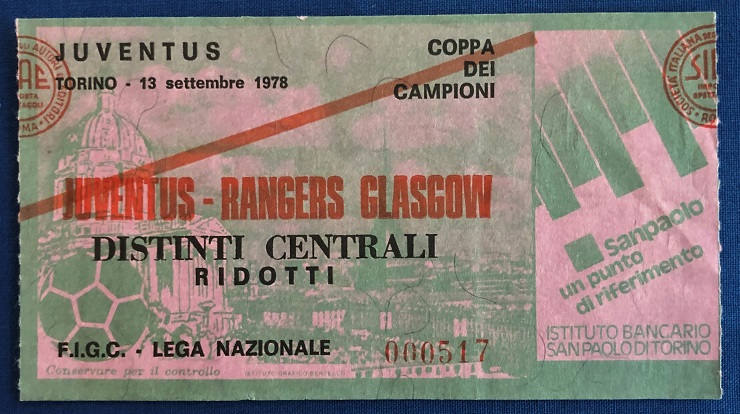 JUVENTUS
TORINO - 13 settembre 1978
COPPA
DEI
CAMPIONI
JUVENTUS - RANGERS GLASGOW
DISTINTI CENTRALI
RIDOTTI
F.I.G.C. - LEGA NAZIONALE
000517
Conservare per il controllo
Sanpaolo
un punto
di riferimento
ISTITUTO BANCARIO
SAN PAOLO DI TORINO